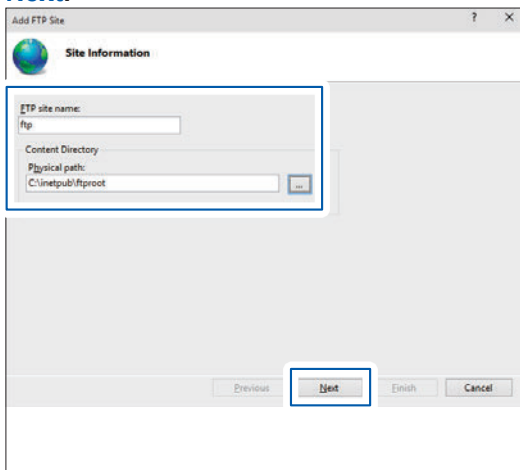 Add FTP Site ? ×
Site Information
FTP site name:
ftp
Content Directory
Physical path:
C:\inetpub\ftproot
...
Previous Next Finish Cancel